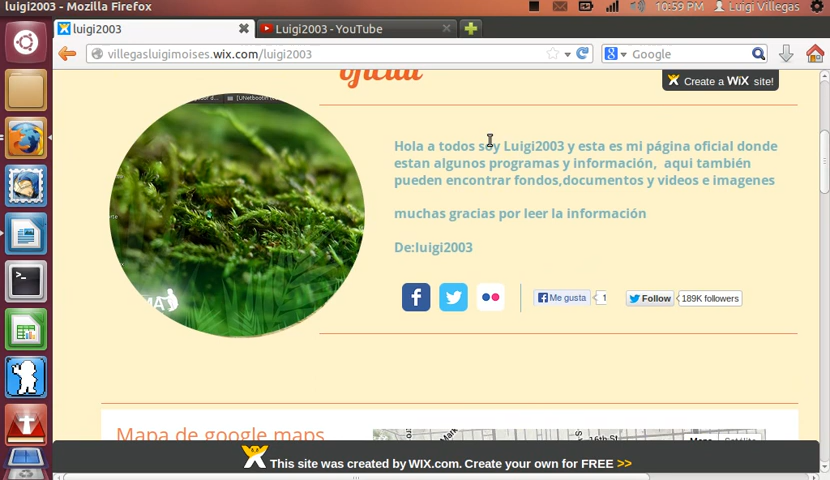 luigi2003 - Mozilla Firefox
10:59 PM Luigi Villegas
luigi2003
Luigi2003 - YouTube
villegasluigimoises.wix.com/luigi2003
Google
oficial
Create a WiX site!
Hola a todos soy Luigi2003 y esta es mi página oficial donde
estan algunos programas y información, aqui también
pueden encontrar fondos,documentos y videos e imagenes
muchas gracias por leer la información
De:luigi2003
Me gusta 1
Follow 189K followers
Mapa de google maps
16th St
This site was created by WIX.com. Create your own for FREE >>